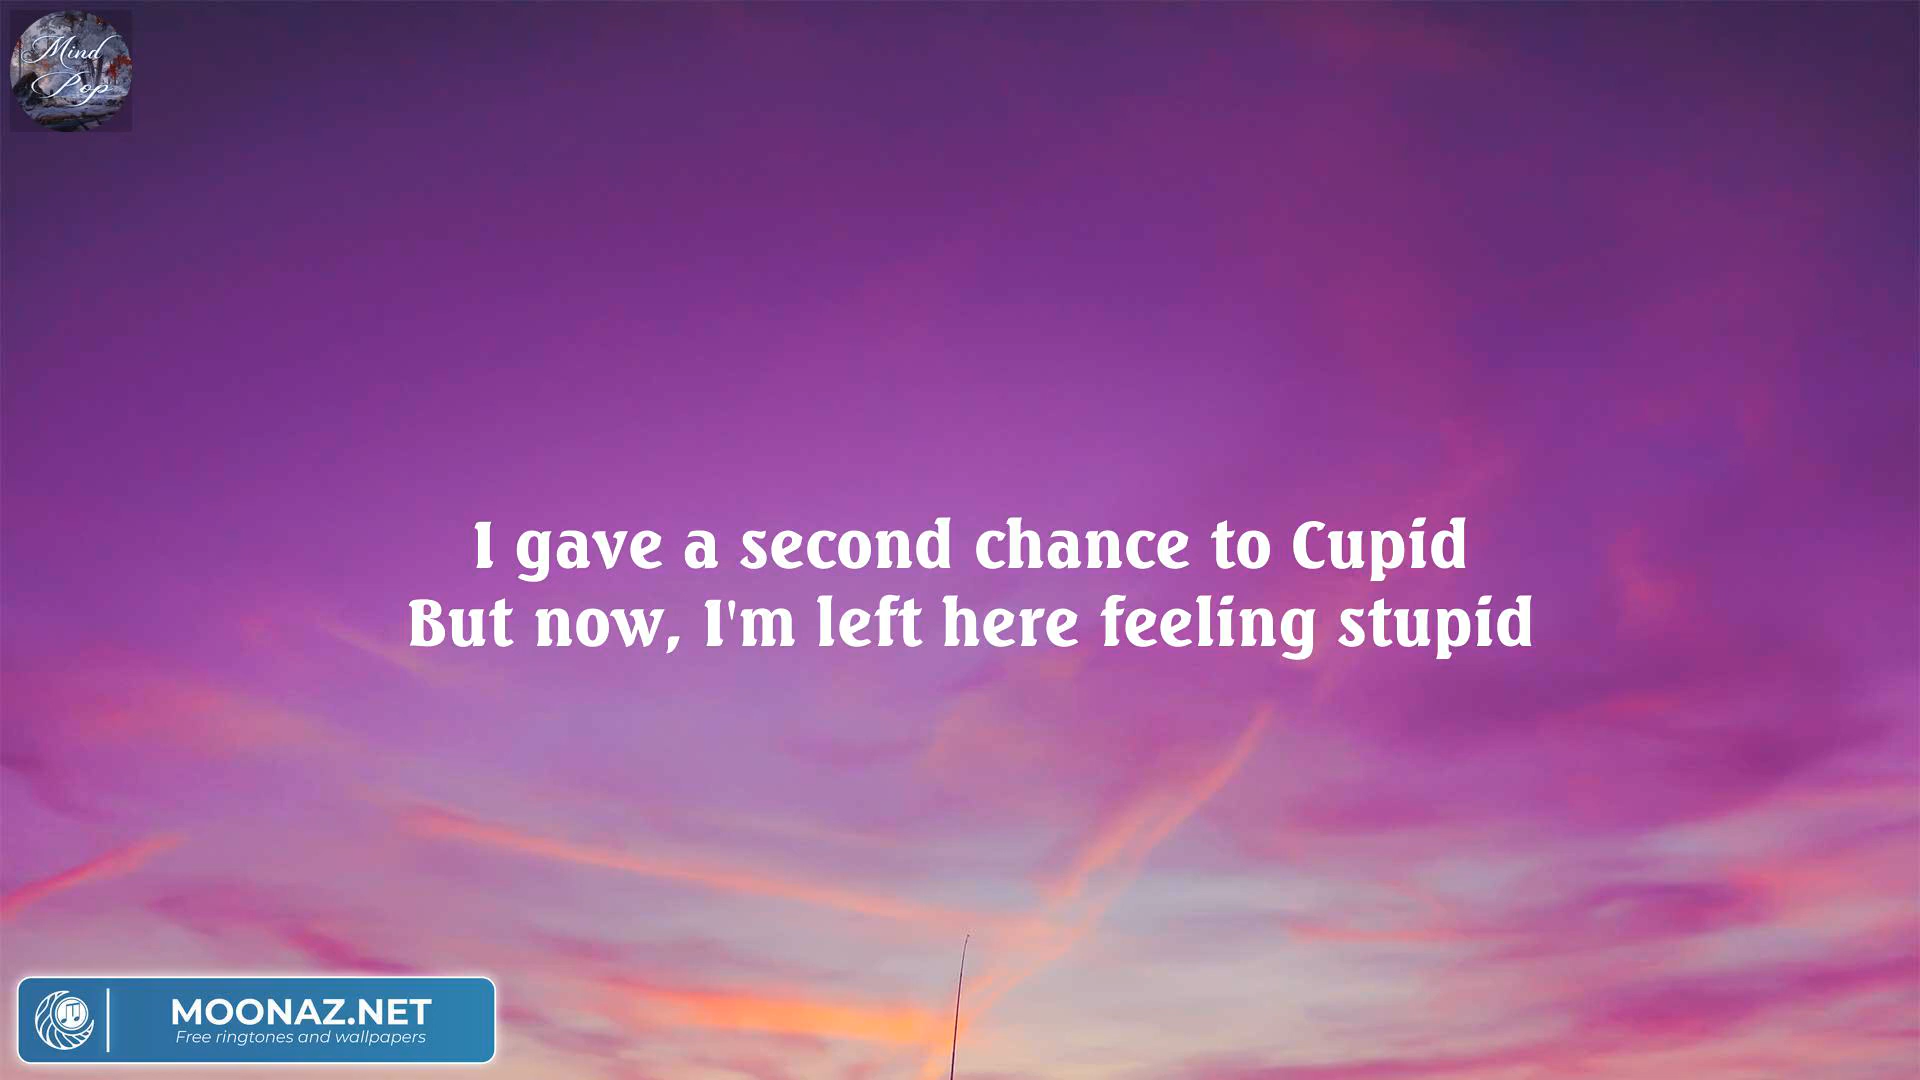 Mind
Pop
I gave a second chance to Cupid
But now, I'm left here feeling stupid
MOONAZ.NET
Free ringtones and wallpapers